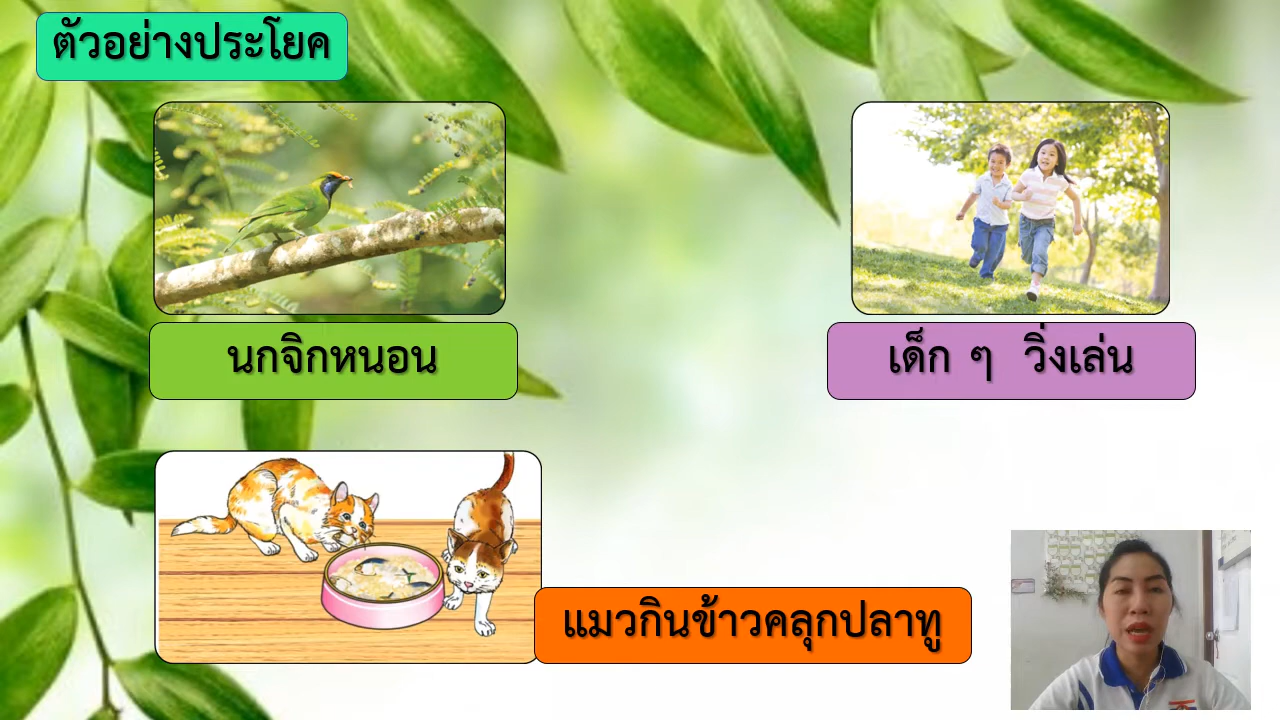 ตัวอย่างประโยค
นกจิกหนอน
เด็ก ๆ วิ่งเล่น
แมวกินข้าวคลุกปลาทู